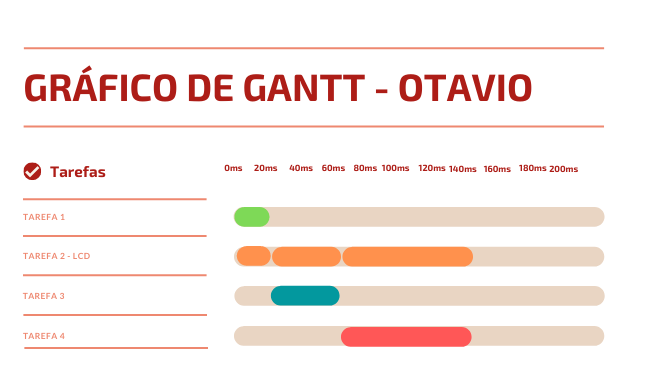 GRÁFICO DE GANTT - OTAVIO
Tarefas
0ms 20ms 40ms 60ms 80ms 100ms 120ms 140ms 160ms 180ms 200ms
TAREFA 1
TAREFA 2 - LCD
TAREFA 3
TAREFA 4